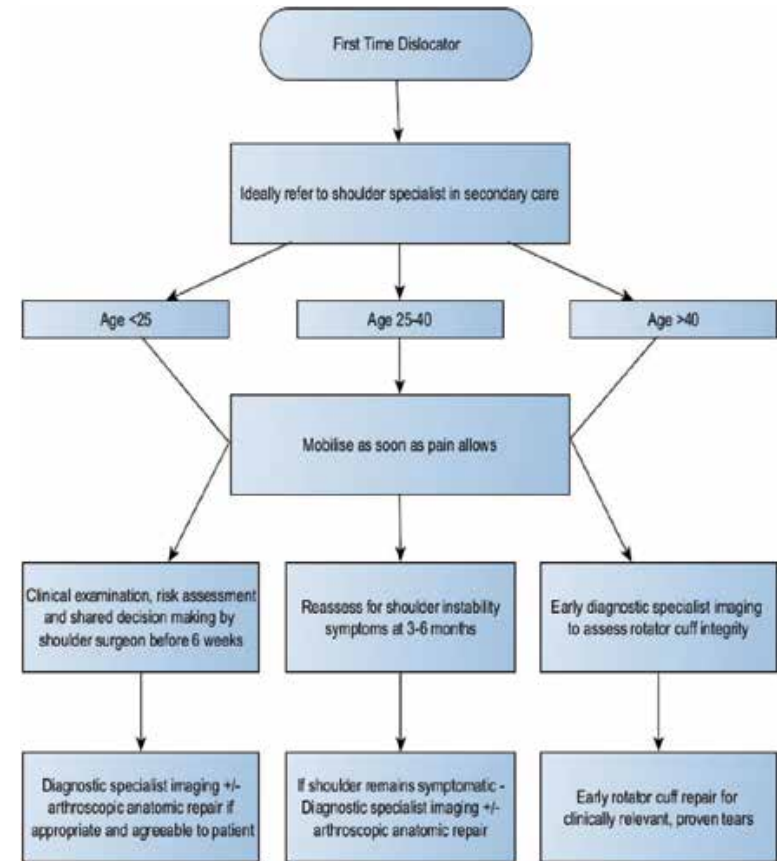 First Time Dislocator
Ideally refer to shoulder specialist in secondary care
Age <25
Age 25-40
Age >40
Mobilise as soon as pain allows
Clinical examination, risk assessment
and shared decision making by
shoulder surgeon before 6 weeks
Reassess for shoulder instability
symptoms at 3-6 months
Early diagnostic specialist imaging
to assess rotator cuff integrity
Diagnostic specialist imaging +/-
arthroscopic anatomic repair if
appropriate and agreeable to patient
If shoulder remains symptomatic -
Diagnostic specialist imaging +/-
arthroscopic anatomic repair
Early rotator cuff repair for
clinically relevant, proven tears